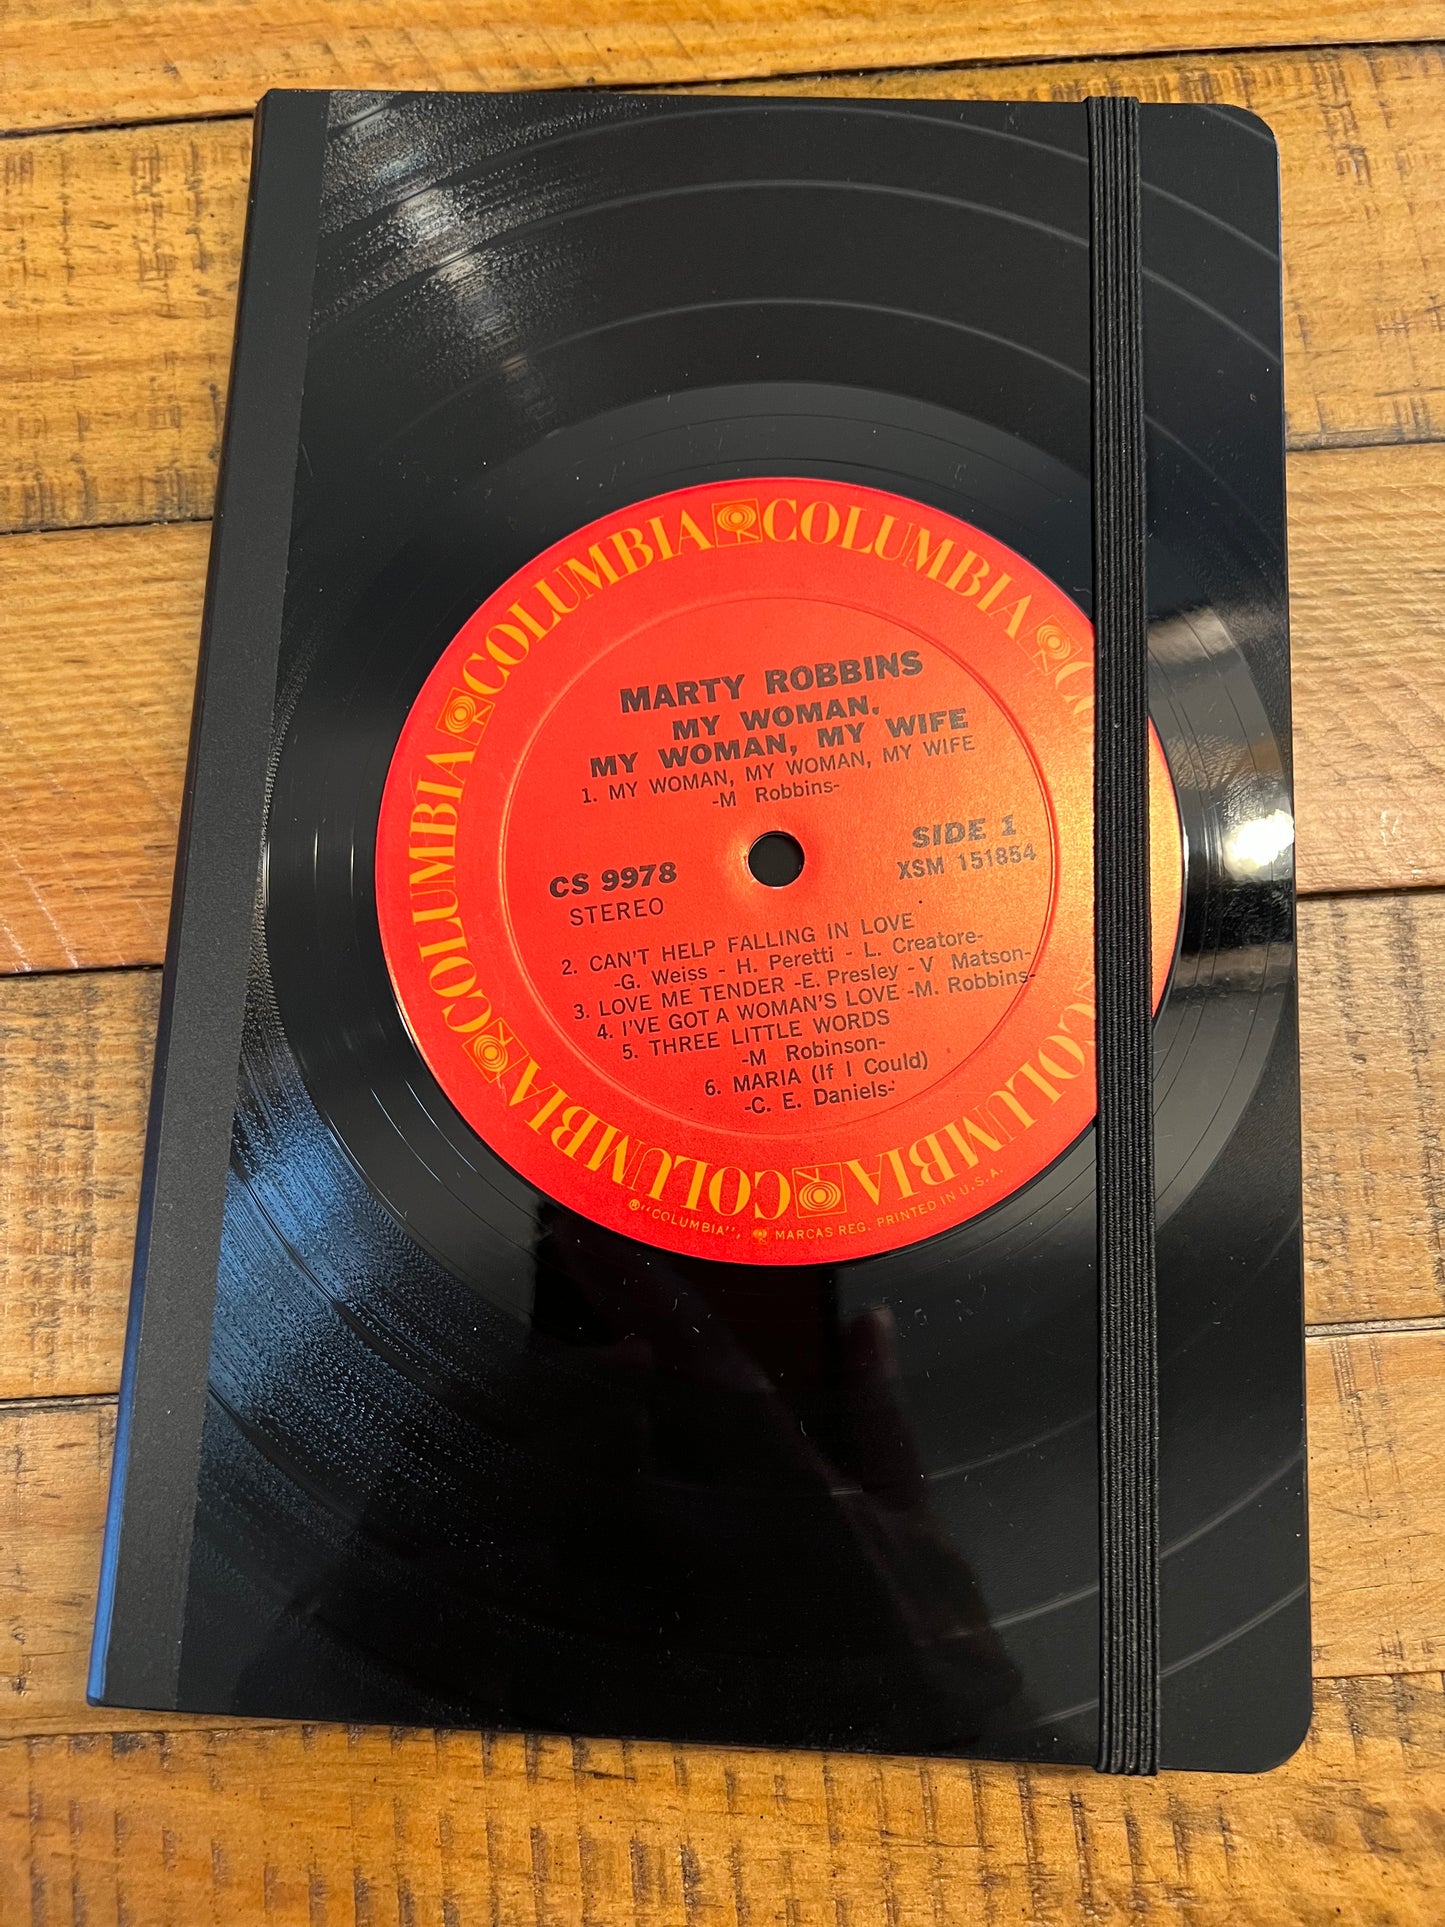 COLUMBIA COLUMBIA COLUMBIA COLUMBIA COLUMBIA COLUMBIA
MARTY ROBBINS
MY WOMAN,
MY WOMAN, MY WIFE
1. MY WOMAN, MY WOMAN, MY WIFE
-M Robbins-
SIDE 1
XSM 151854
CS 9978
STEREO
2. CAN'T HELP FALLING IN LOVE
-G. Weiss - H. Peretti - L. Creatore-
3. LOVE ME TENDER -E. Presley - V Matson-
4. I'VE GOT A WOMAN'S LOVE -M. Robbins-
5. THREE LITTLE WORDS
-M Robinson-
6. MARIA (If I Could)
-C. E. Daniels-
®"COLUMBIA", MARCAS REG. PRINTED IN U.S.A.